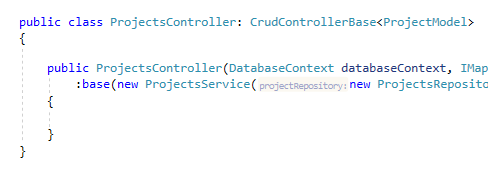 public class ProjectsController: CrudControllerBase<ProjectModel>
{
public ProjectsController(DatabaseContext databaseContext, IMap
:base(new ProjectsService(projectRepository: new ProjectsReposito
{
}
}